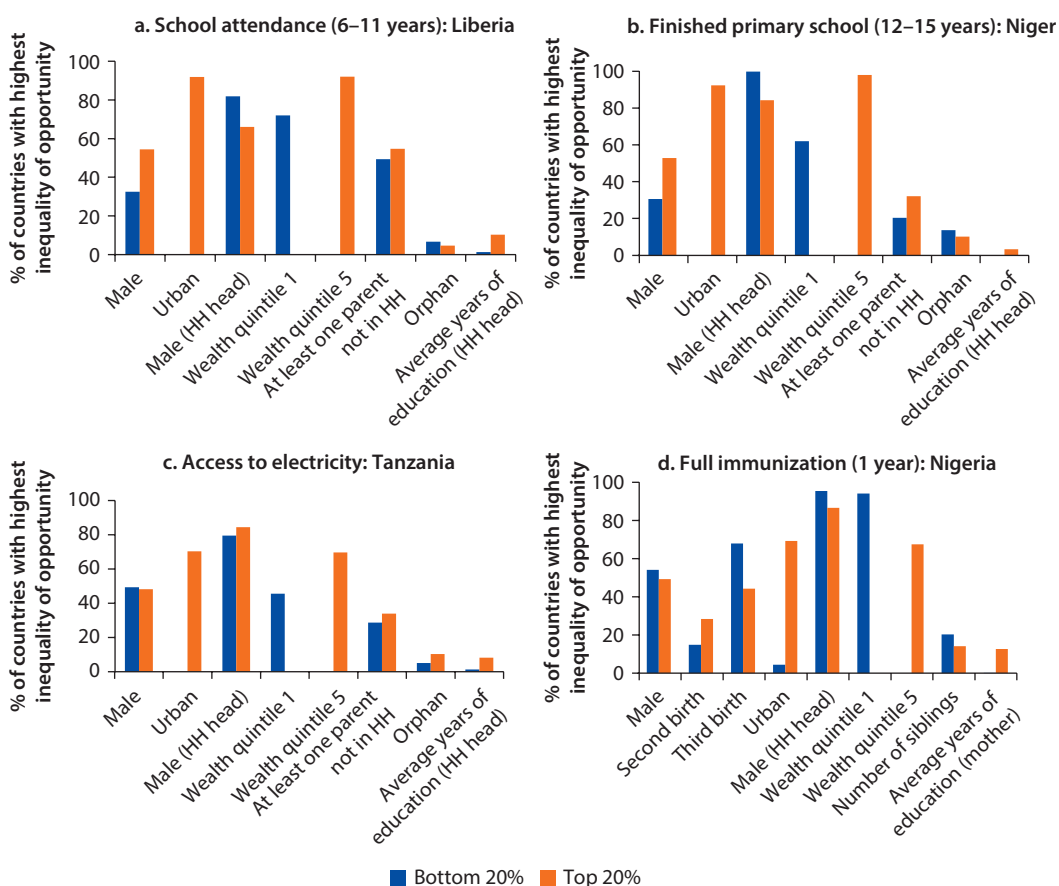 a. School attendance (6–11 years): Liberia
% of countries with highest
inequality of opportunity
100
80
60
40
20
0
Male
Urban
Male (HH head)
Wealth quintile 1
Wealth quintile 5
At least one parent
not in HH
Orphan
Average years of
education (HH head)
b. Finished primary school (12–15 years): Niger
% of countries with highest
inequality of opportunity
100
80
60
40
20
0
Male
Urban
Male (HH head)
Wealth quintile 1
Wealth quintile 5
At least one parent
not in HH
Orphan
Average years of
education (HH head)
c. Access to electricity: Tanzania
% of countries with highest
inequality of opportunity
100
80
60
40
20
0
Male
Urban
Male (HH head)
Wealth quintile 1
Wealth quintile 5
At least one parent
not in HH
Orphan
Average years of
education (HH head)
d. Full immunization (1 year): Nigeria
% of countries with highest
inequality of opportunity
100
80
60
40
20
0
Male
Second birth
Third birth
Urban
Male (HH head)
Wealth quintile 1
Wealth quintile 5
Number of siblings
Average years of
education (mother)
Bottom 20% Top 20%